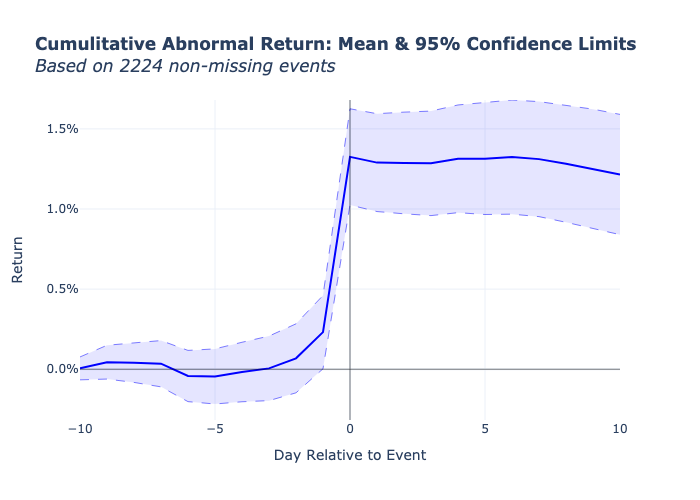 Cumulitative Abnormal Return: Mean & 95% Confidence Limits
Based on 2224 non-missing events
1.5%
1.0%
0.5%
0.0%
Return
−10
−5
0
5
10
Day Relative to Event